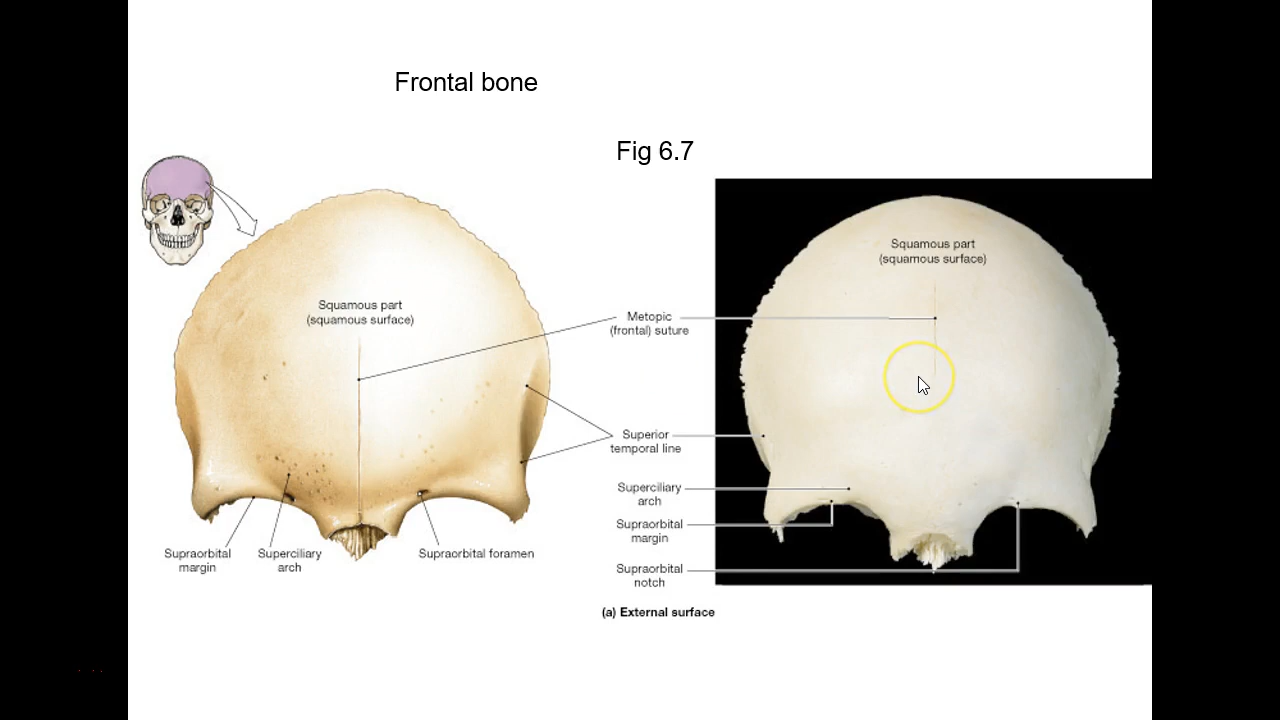 Frontal bone
Fig 6.7
Squamous part
(squamous surface)
Squamous part
(squamous surface)
Metopic
(frontal) suture
Superior
temporal line
Superciliary
arch
Supraorbital
margin
Supraorbital
notch
Supraorbital
margin
Superciliary
arch
Supraorbital foramen
(a) External surface